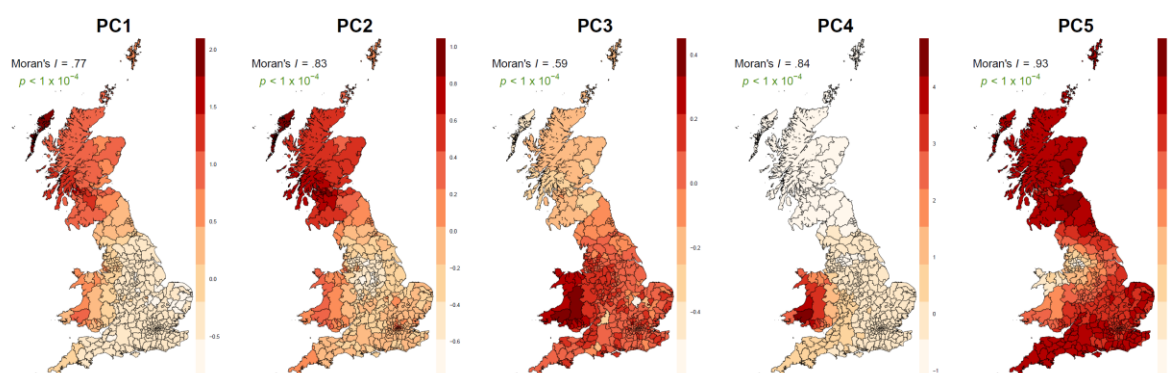 PC1
Moran's I = .77
p < 1 x 10⁻⁴
2.0
1.5
1.0
0.5
0.0
−0.5
PC2
Moran's I = .83
p < 1 x 10⁻⁴
1.0
0.8
0.6
0.4
0.2
0.0
−0.2
−0.4
−0.6
PC3
Moran's I = .59
p < 1 x 10⁻⁴
0.4
0.2
0.0
−0.2
−0.4
PC4
Moran's I = .84
p < 1 x 10⁻⁴
4
3
2
1
0
−1
PC5
Moran's I = .93
p < 1 x 10⁻⁴